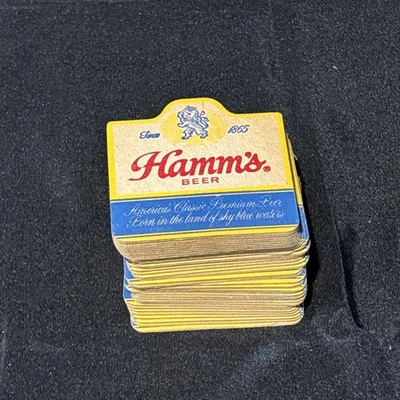 Since 1865
Hamm's®
BEER
America's Classic Premium Beer
Born in the land of sky blue waters